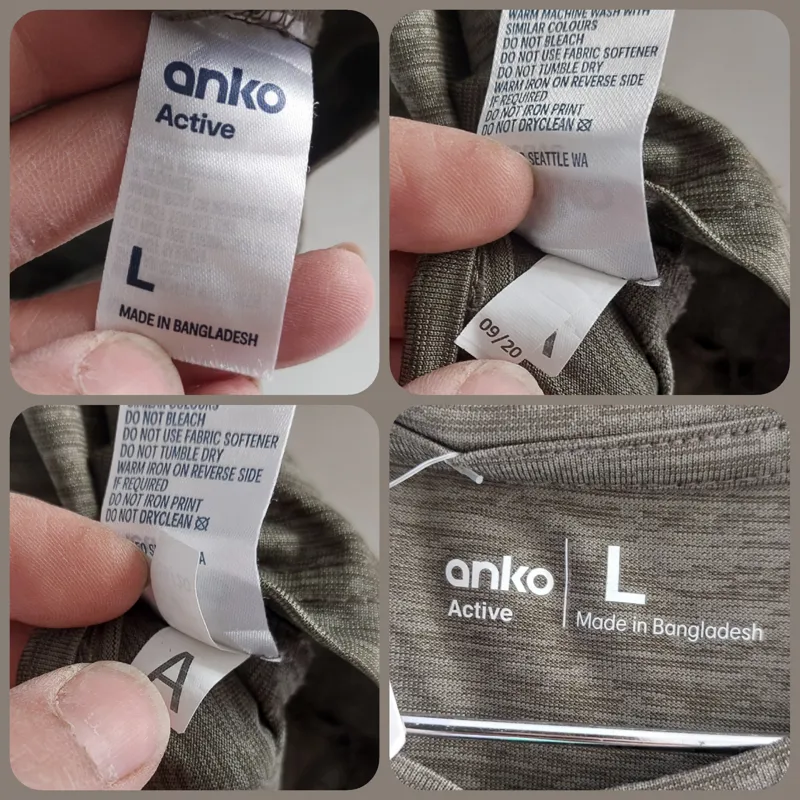 anko
Active
L
MADE IN BANGLADESH
WARM MACHINE WASH WITH
SIMILAR COLOURS
DO NOT BLEACH
DO NOT USE FABRIC SOFTENER
DO NOT TUMBLE DRY
WARM IRON ON REVERSE SIDE
IF REQUIRED
DO NOT IRON PRINT
DO NOT DRYCLEAN
SEATTLE WA
09/20
SIMILAR COLOURS
DO NOT BLEACH
DO NOT USE FABRIC SOFTENER
DO NOT TUMBLE DRY
WARM IRON ON REVERSE SIDE
IF REQUIRED
DO NOT IRON PRINT
DO NOT DRYCLEAN
A
anko
Active
L
Made in Bangladesh